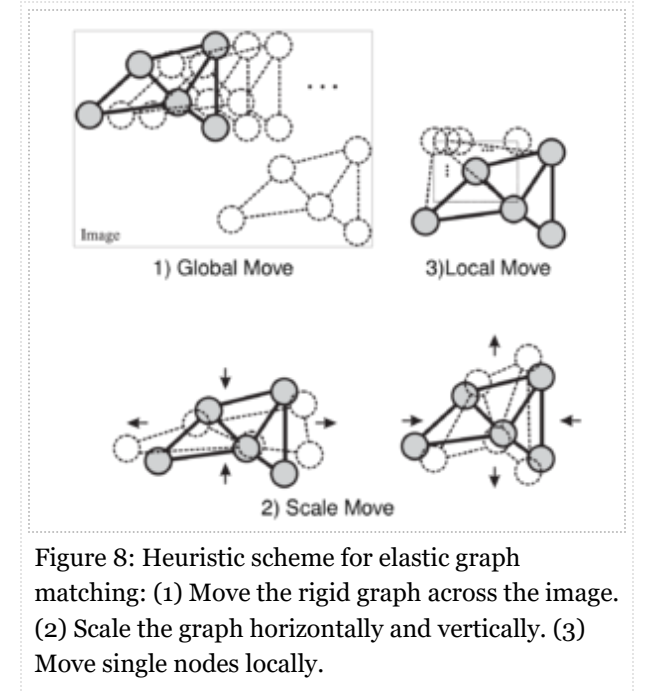 Image
1) Global Move
3)Local Move
2) Scale Move
Figure 8: Heuristic scheme for elastic graph
matching: (1) Move the rigid graph across the image.
(2) Scale the graph horizontally and vertically. (3)
Move single nodes locally.